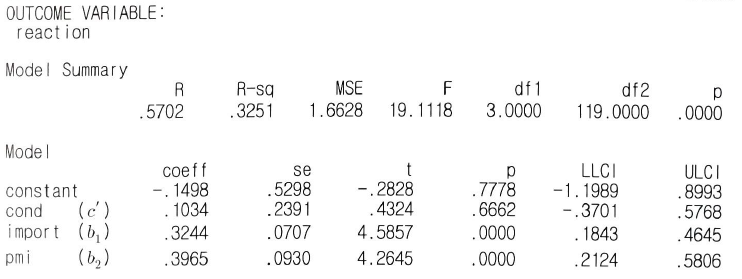 OUTCOME VARIABLE:
reaction
Model Summary
R R-sq MSE F df1 df2 p
.5702 .3251 1.6628 19.1118 3.0000 119.0000 .0000
Model
coeff se t p LLCI ULCI
constant -.1498 .5298 -.2828 .7778 -1.1989 .8993
cond (c′) .1034 .2391 .4324 .6662 -.3701 .5768
import (b₁) .3244 .0707 4.5857 .0000 .1843 .4645
pmi (b₂) .3965 .0930 4.2645 .0000 .2124 .5806